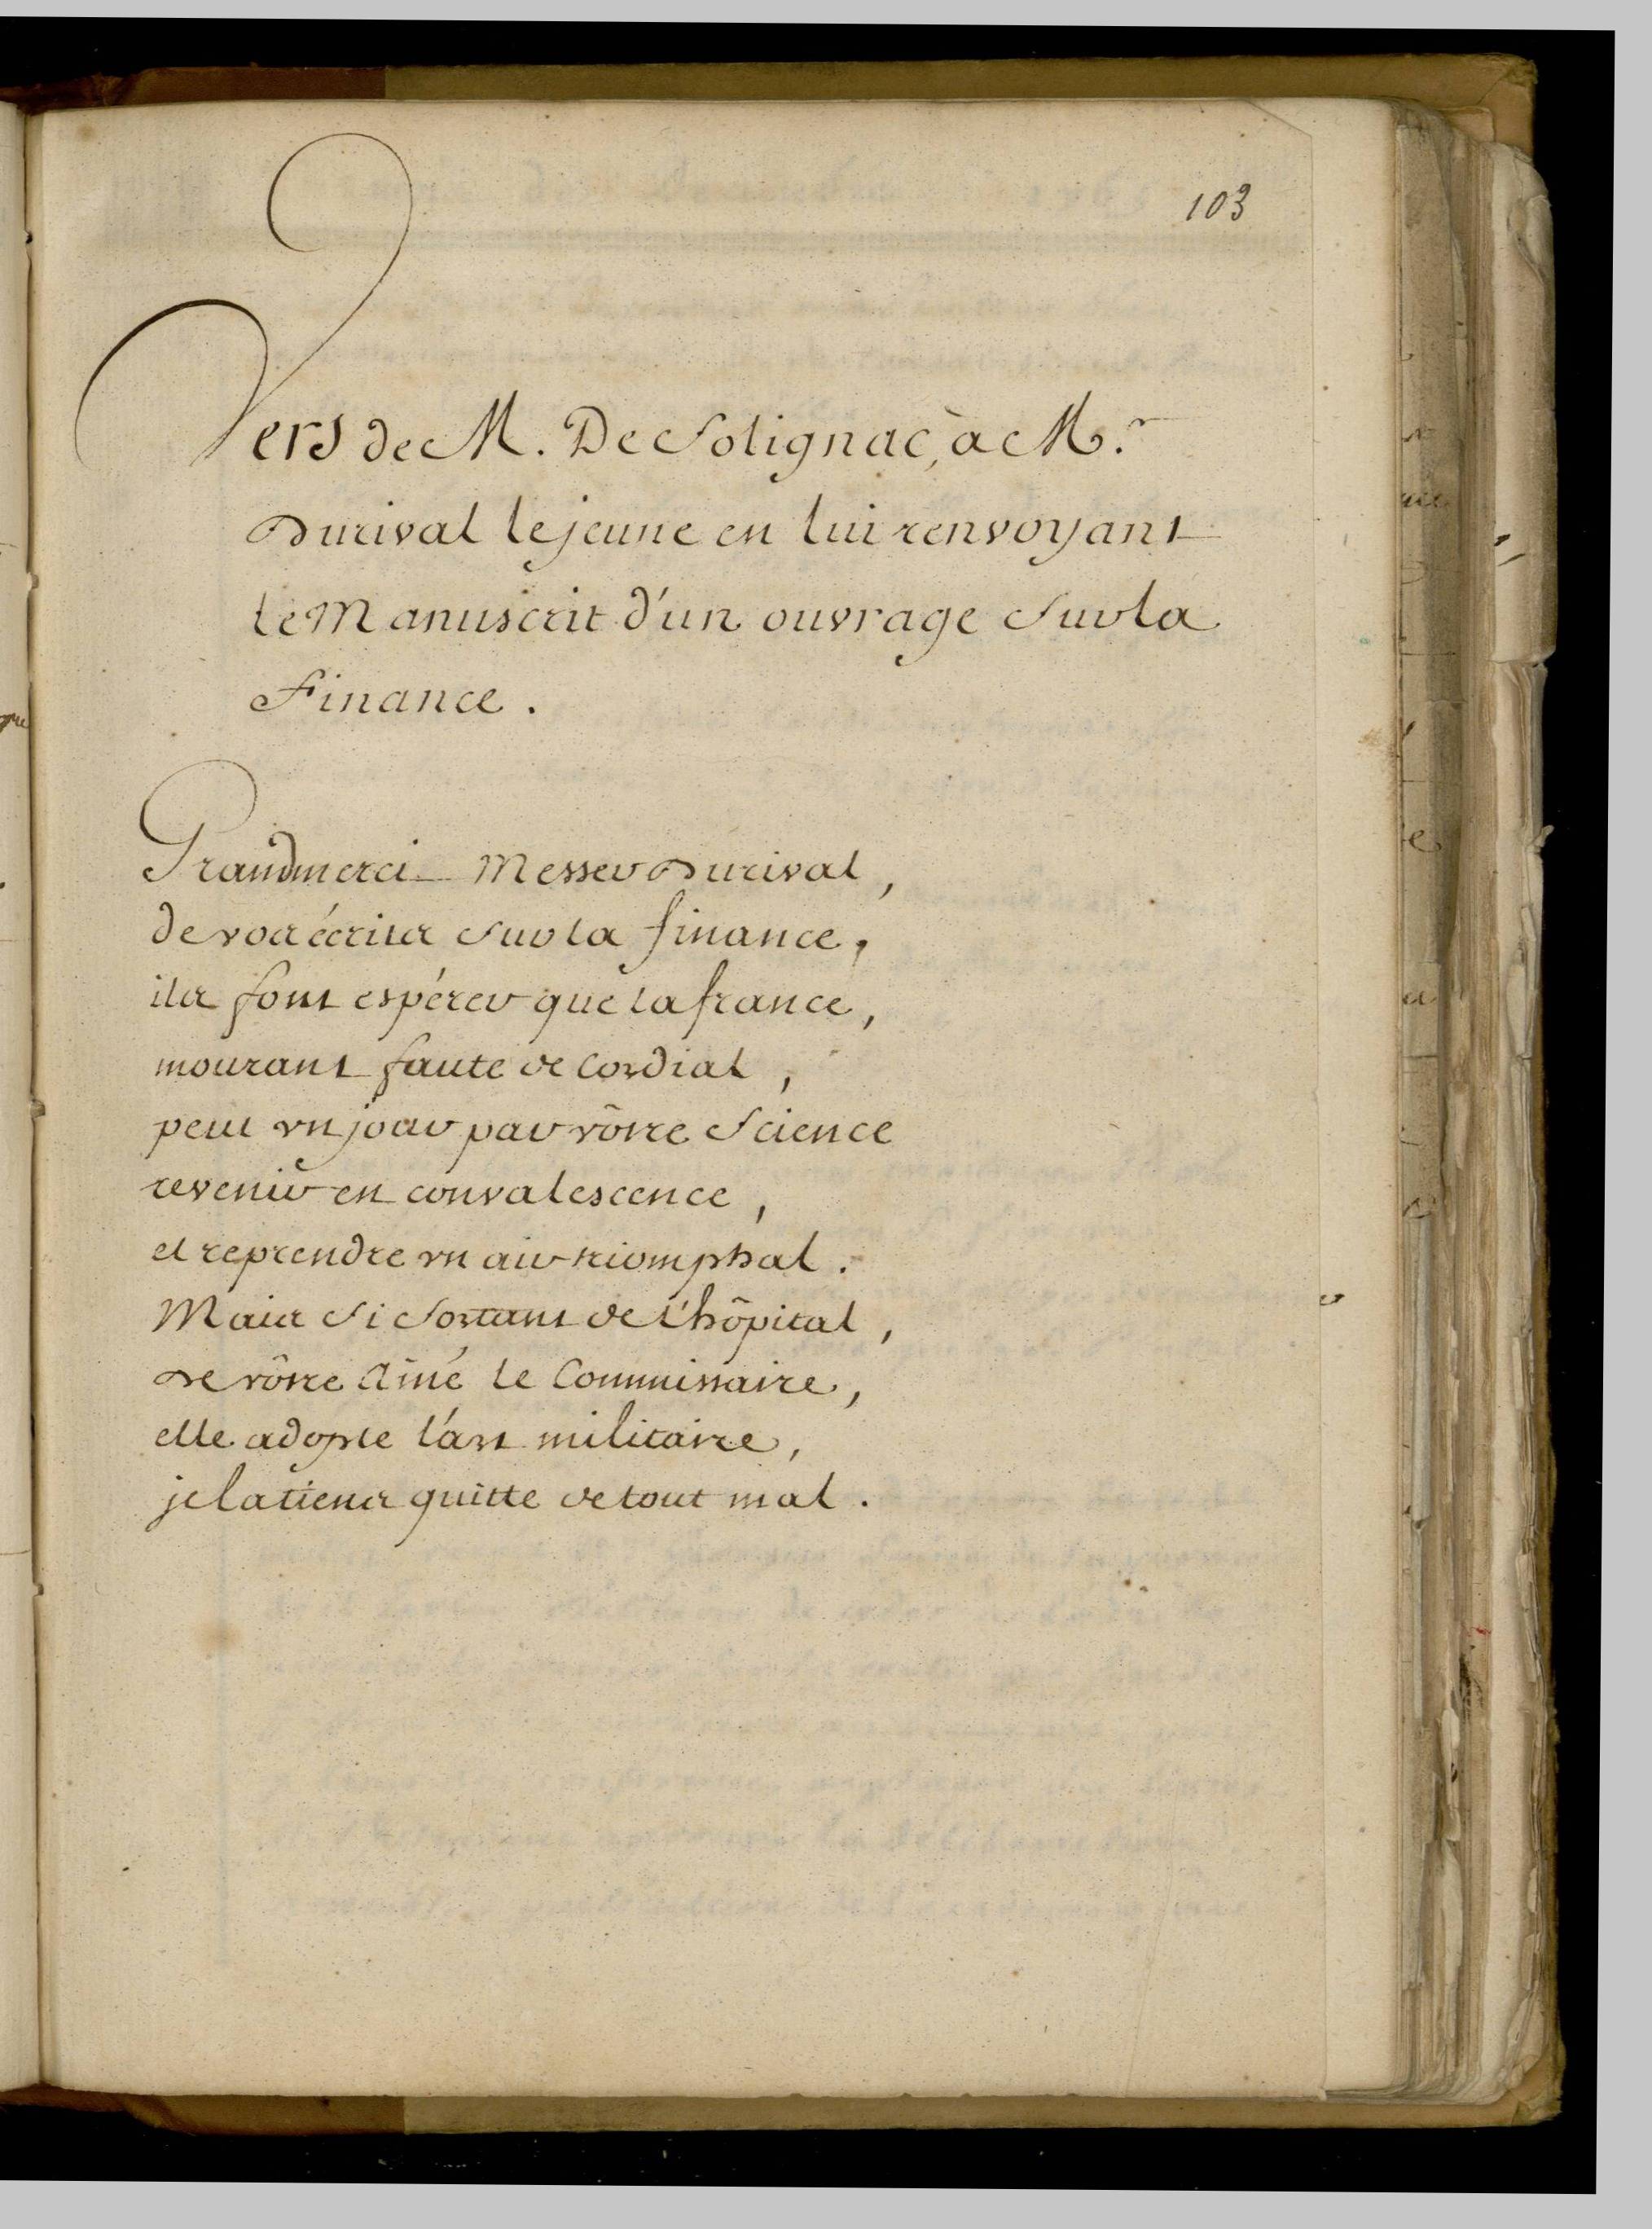 103
Vers de M. De Solignac, à Mr.
Durival le jeune en lui renvoyant
le Manuscrit d'un ouvrage Sur la
Finance.
Grandmerci Messer Durival,
de vos écrits sur la finance,
ils font espérer que la france,
mourant faute de Cordial,
peut un jour par vôtre Science
revenir en convalescence,
et reprendre un air triomphal.
Mais si Sortant de l'hôpital,
de vôtre Aîné le Commissaire,
elle adopte l'art militaire,
je la tiens quitte de tout mal.